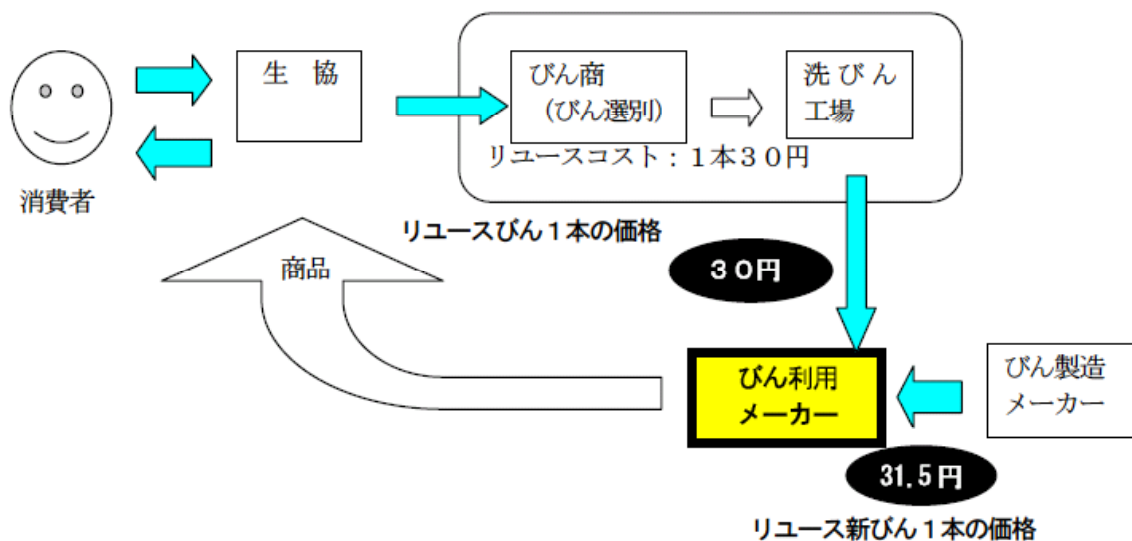 生 協
びん商
（びん選別）
洗 び ん
工場
リユースコスト：１本３０円
消費者
リユースびん１本の価格
商品
３０円
びん利用
メーカー
びん製造
メーカー
31.5円
リユース新びん１本の価格